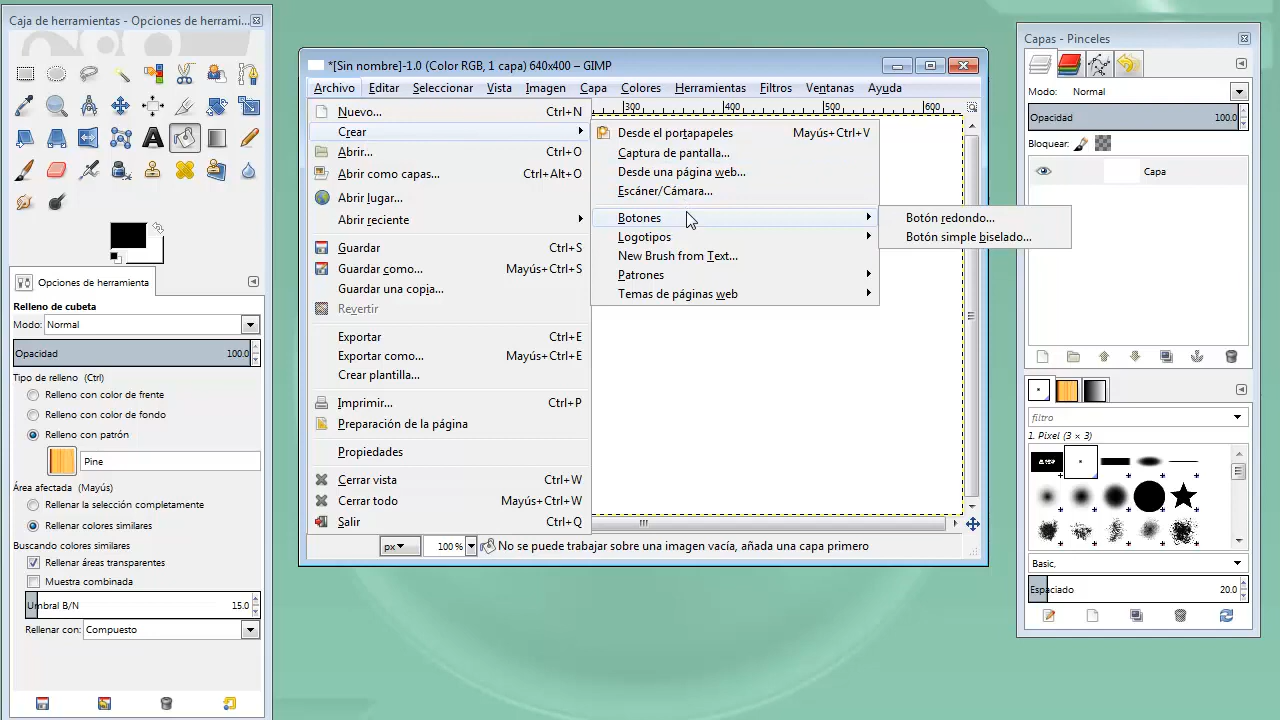 Caja de herramientas - Opciones de herrami...
Opciones de herramienta
Relleno de cubeta
Modo: Normal
Opacidad 100.0
Tipo de relleno (Ctrl)
Relleno con color de frente
Relleno con color de fondo
Relleno con patrón
Pine
Área afectada (Mayús)
Rellenar la selección completamente
Rellenar colores similares
Buscando colores similares
Rellenar áreas transparentes
Muestra combinada
Umbral B/N 15.0
Rellenar con: Compuesto
*[Sin nombre]-1.0 (Color RGB, 1 capa) 640x400 – GIMP
Archivo Editar Seleccionar Vista Imagen Capa Colores Herramientas Filtros Ventanas Ayuda
300 400 500 600
Nuevo... Ctrl+N
Crear
Abrir... Ctrl+O
Abrir como capas... Ctrl+Alt+O
Abrir lugar...
Abrir reciente
Guardar Ctrl+S
Guardar como... Mayús+Ctrl+S
Guardar una copia...
Revertir
Exportar Ctrl+E
Exportar como... Mayús+Ctrl+E
Crear plantilla...
Imprimir... Ctrl+P
Preparación de la página
Propiedades
Cerrar vista Ctrl+W
Cerrar todo Mayús+Ctrl+W
Salir Ctrl+Q
Desde el portapapeles Mayús+Ctrl+V
Captura de pantalla...
Desde una página web...
Escáner/Cámara...
Botones
Logotipos
New Brush from Text...
Patrones
Temas de páginas web
Botón redondo...
Botón simple biselado...
px 100 % No se puede trabajar sobre una imagen vacía, añada una capa primero
Capas - Pinceles
Modo: Normal
Opacidad 100.0
Bloquear:
Capa
filtro
1. Pixel (3 × 3)
Basic,
Espaciado 20.0